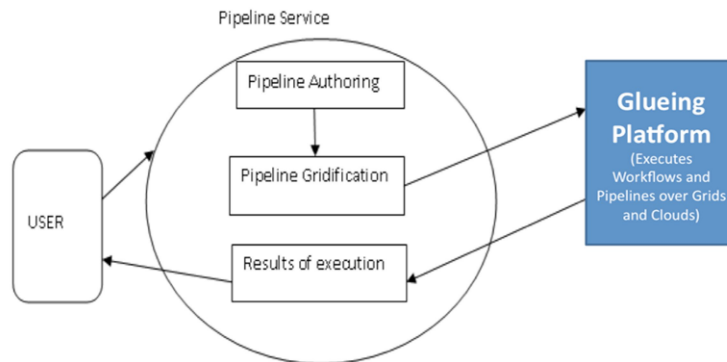 Pipeline Service
Pipeline Authoring
Pipeline Gridification
Results of execution
USER
Glueing
Platform
(Executes
Workflows and
Pipelines over Grids
and Clouds)